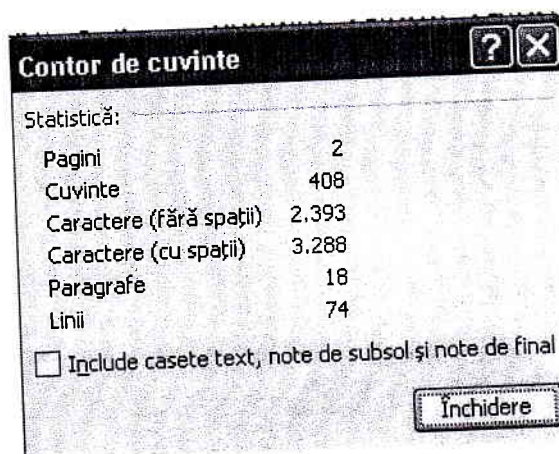 Contor de cuvinte
Statistică:
Pagini 2
Cuvinte 408
Caractere (fără spații) 2.393
Caractere (cu spații) 3.288
Paragrafe 18
Linii 74
Include casete text, note de subsol și note de final
Închidere